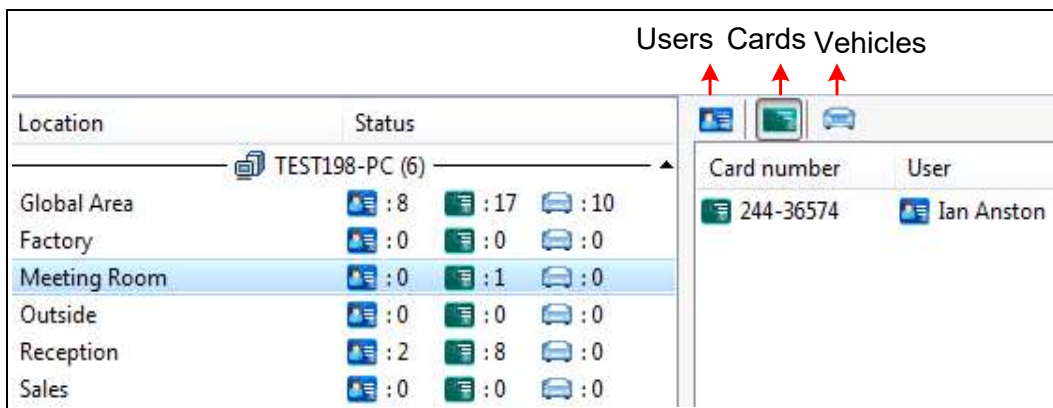 Users Cards Vehicles
Location Status
TEST198-PC (6)
Card number User
Global Area :8 :17 :10
244-36574 Ian Anston
Factory :0 :0 :0
Meeting Room :0 :1 :0
Outside :0 :0 :0
Reception :2 :8 :0
Sales :0 :0 :0